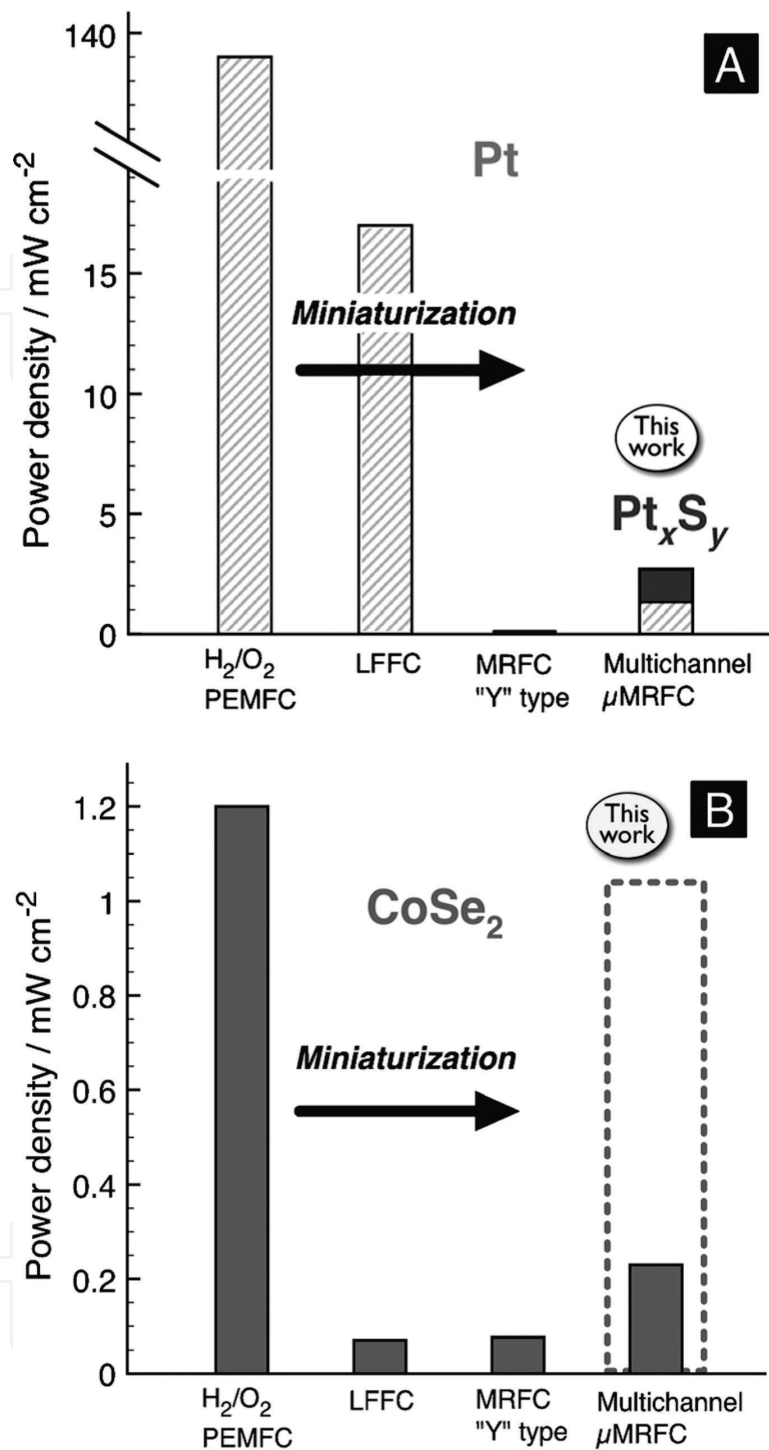 A
Power density / mW cm⁻²
140
15
10
5
0
Pt
Miniaturization
This
work
PtₓSᵧ
H₂/O₂
PEMFC
LFFC
MRFC
"Y" type
Multichannel
μMRFC
B
Power density / mW cm⁻²
1.2
1
0.8
0.6
0.4
0.2
0
This
work
CoSe₂
Miniaturization
H₂/O₂
PEMFC
LFFC
MRFC
"Y" type
Multichannel
μMRFC